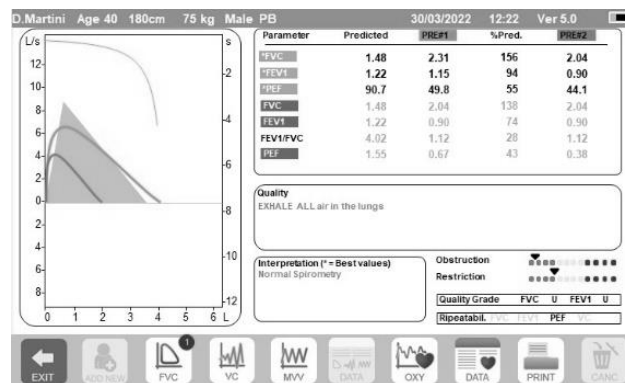 D.Martini Age 40 180cm 75 kg Male PB 30/03/2022 12:22 Ver 5.0
L/s s
12-
10-
8-
6-
4-
2-
0-
2-
4-
6-
8-
-2
-4
-6
-8
-10
-12
0 1 2 3 4 5 6 L
Parameter Predicted PRE#1 %Pred. PRE#2
*FVC 1.48 2.31 156 2.04
*FEV1 1.22 1.15 94 0.90
*PEF 90.7 49.8 55 44.1
FVC 1.48 2.04 138 2.04
FEV1 1.22 0.90 74 0.90
FEV1/FVC 4.02 1.12 28 1.12
PEF 1.55 0.67 43 0.38
Quality
EXHALE ALL air in the lungs
Interpretation (* = Best values)
Normal Spirometry
Obstruction
Restriction
Quality Grade FVC U FEV1 U
Ripeatabil. FVC FEV1 PEF VC
EXIT
ADD NEW
1
FVC
VC
MVV
DATA
OXY
DATA
PRINT
CANC